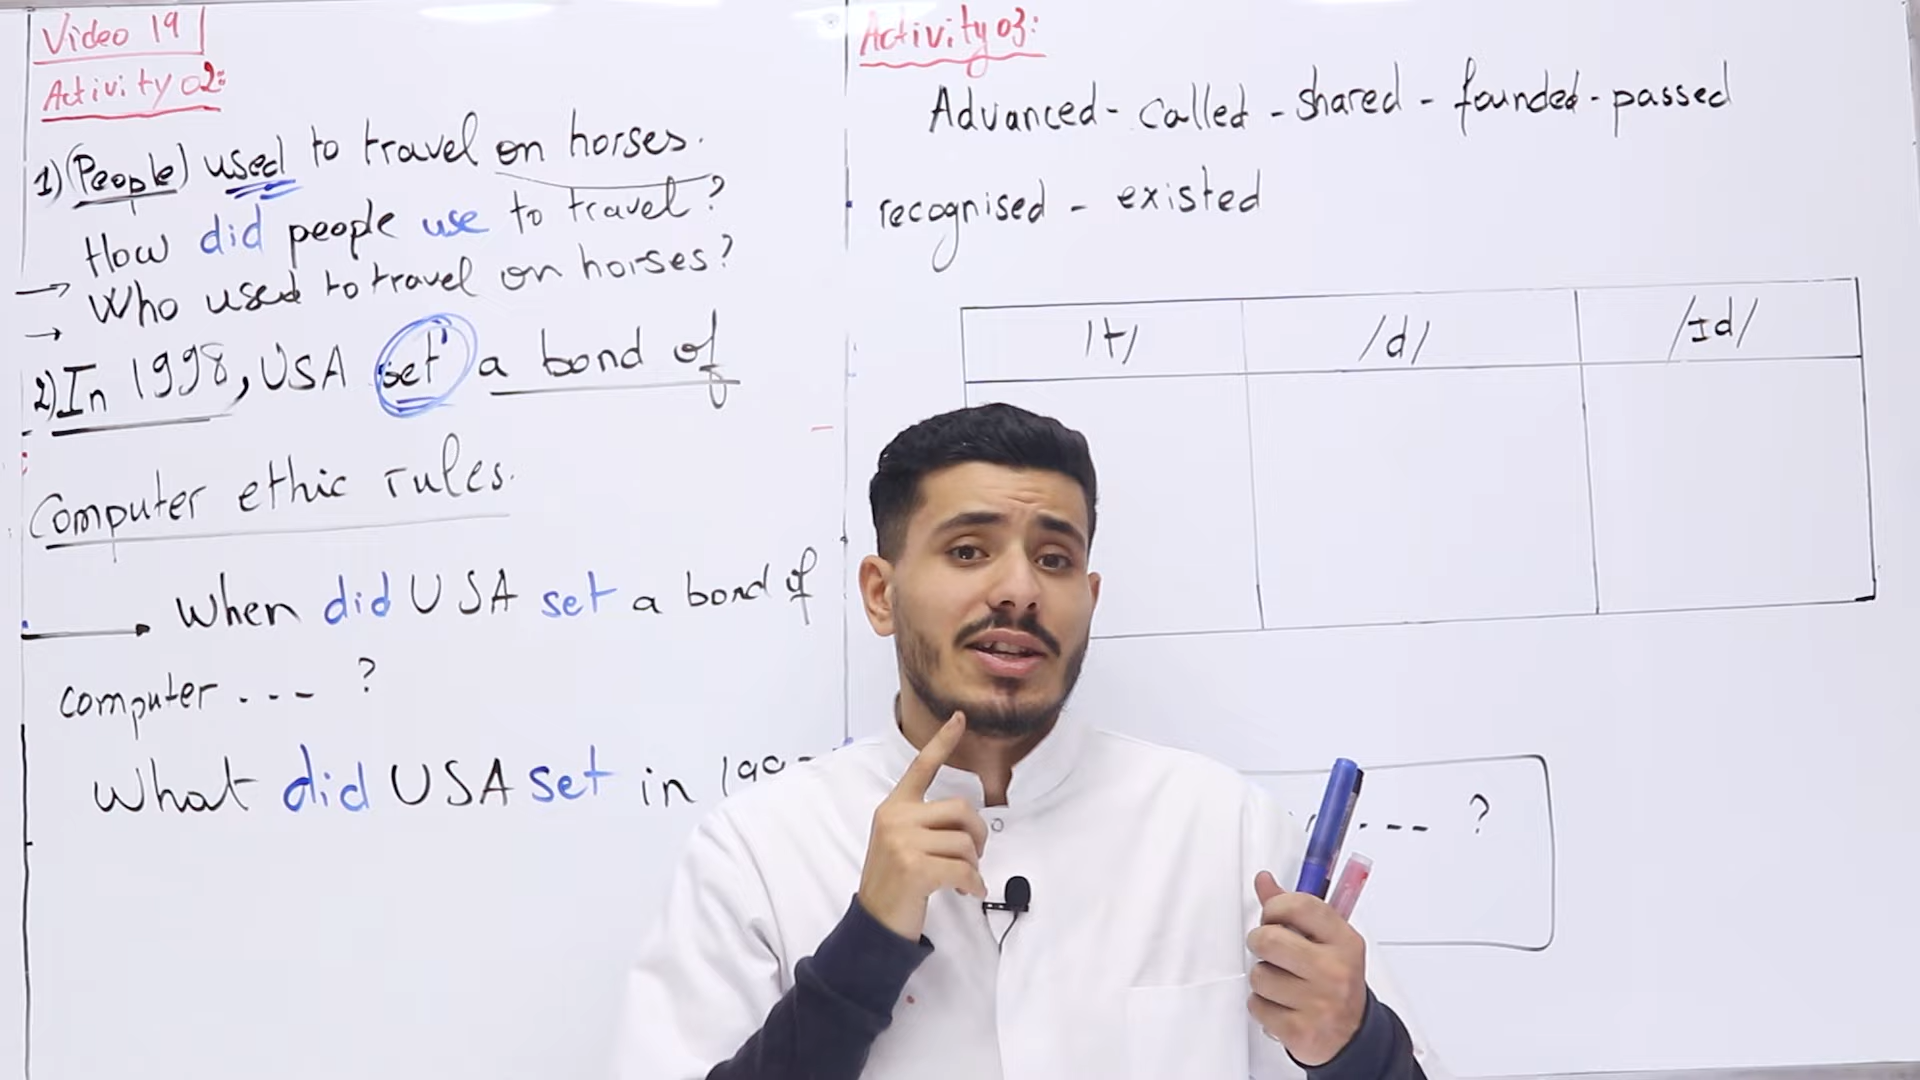 Video 19
Activity 02:
1) (People) used to travel on horses.
How did people use to travel?
→ Who used to travel on horses?
→
2) In 1998, USA set a bond of
Computer ethic rules.
When did USA set a bond of
computer - - - ?
What did USA set in
Activity 03:
Advanced - called - shared - founded - passed
recognised - existed
/t/ /d/ /Id/
- - - ?